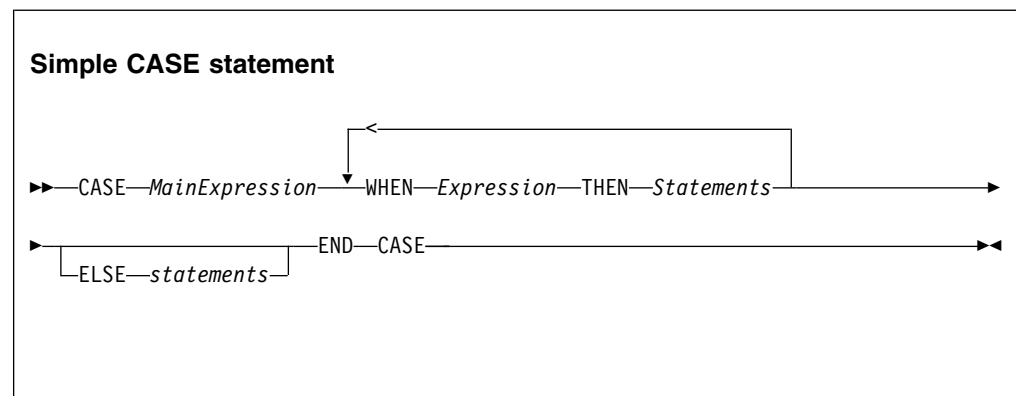 Simple CASE statement
<
CASE MainExpression WHEN Expression THEN Statements
END CASE
ELSE statements